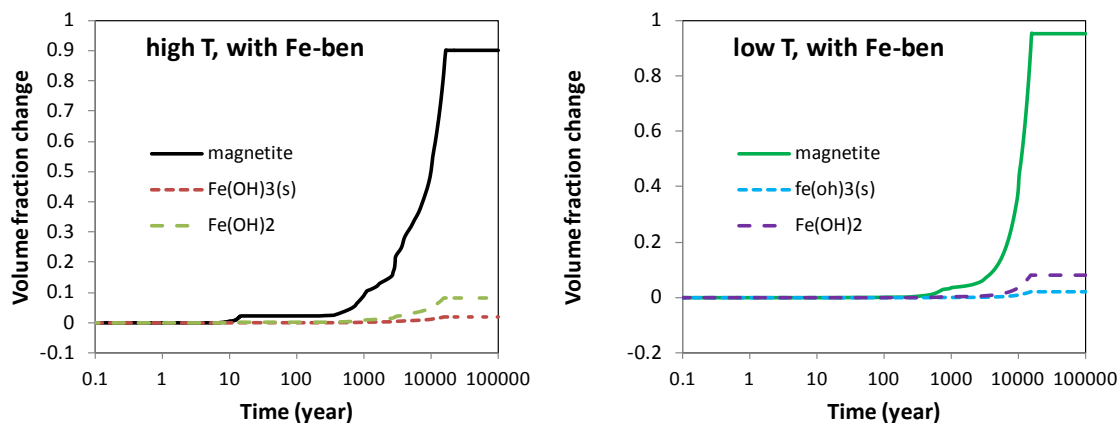 high T, with Fe-ben
Volume fraction change
1
0.9
0.8
0.7
0.6
0.5
0.4
0.3
0.2
0.1
0
-0.1
magnetite
Fe(OH)3(s)
Fe(OH)2
0.1 1 10 100 1000 10000 100000
Time (year)
low T, with Fe-ben
Volume fraction change
1
0.8
0.6
0.4
0.2
0
-0.2
magnetite
fe(oh)3(s)
Fe(OH)2
0.1 1 10 100 1000 10000 100000
Time (year)